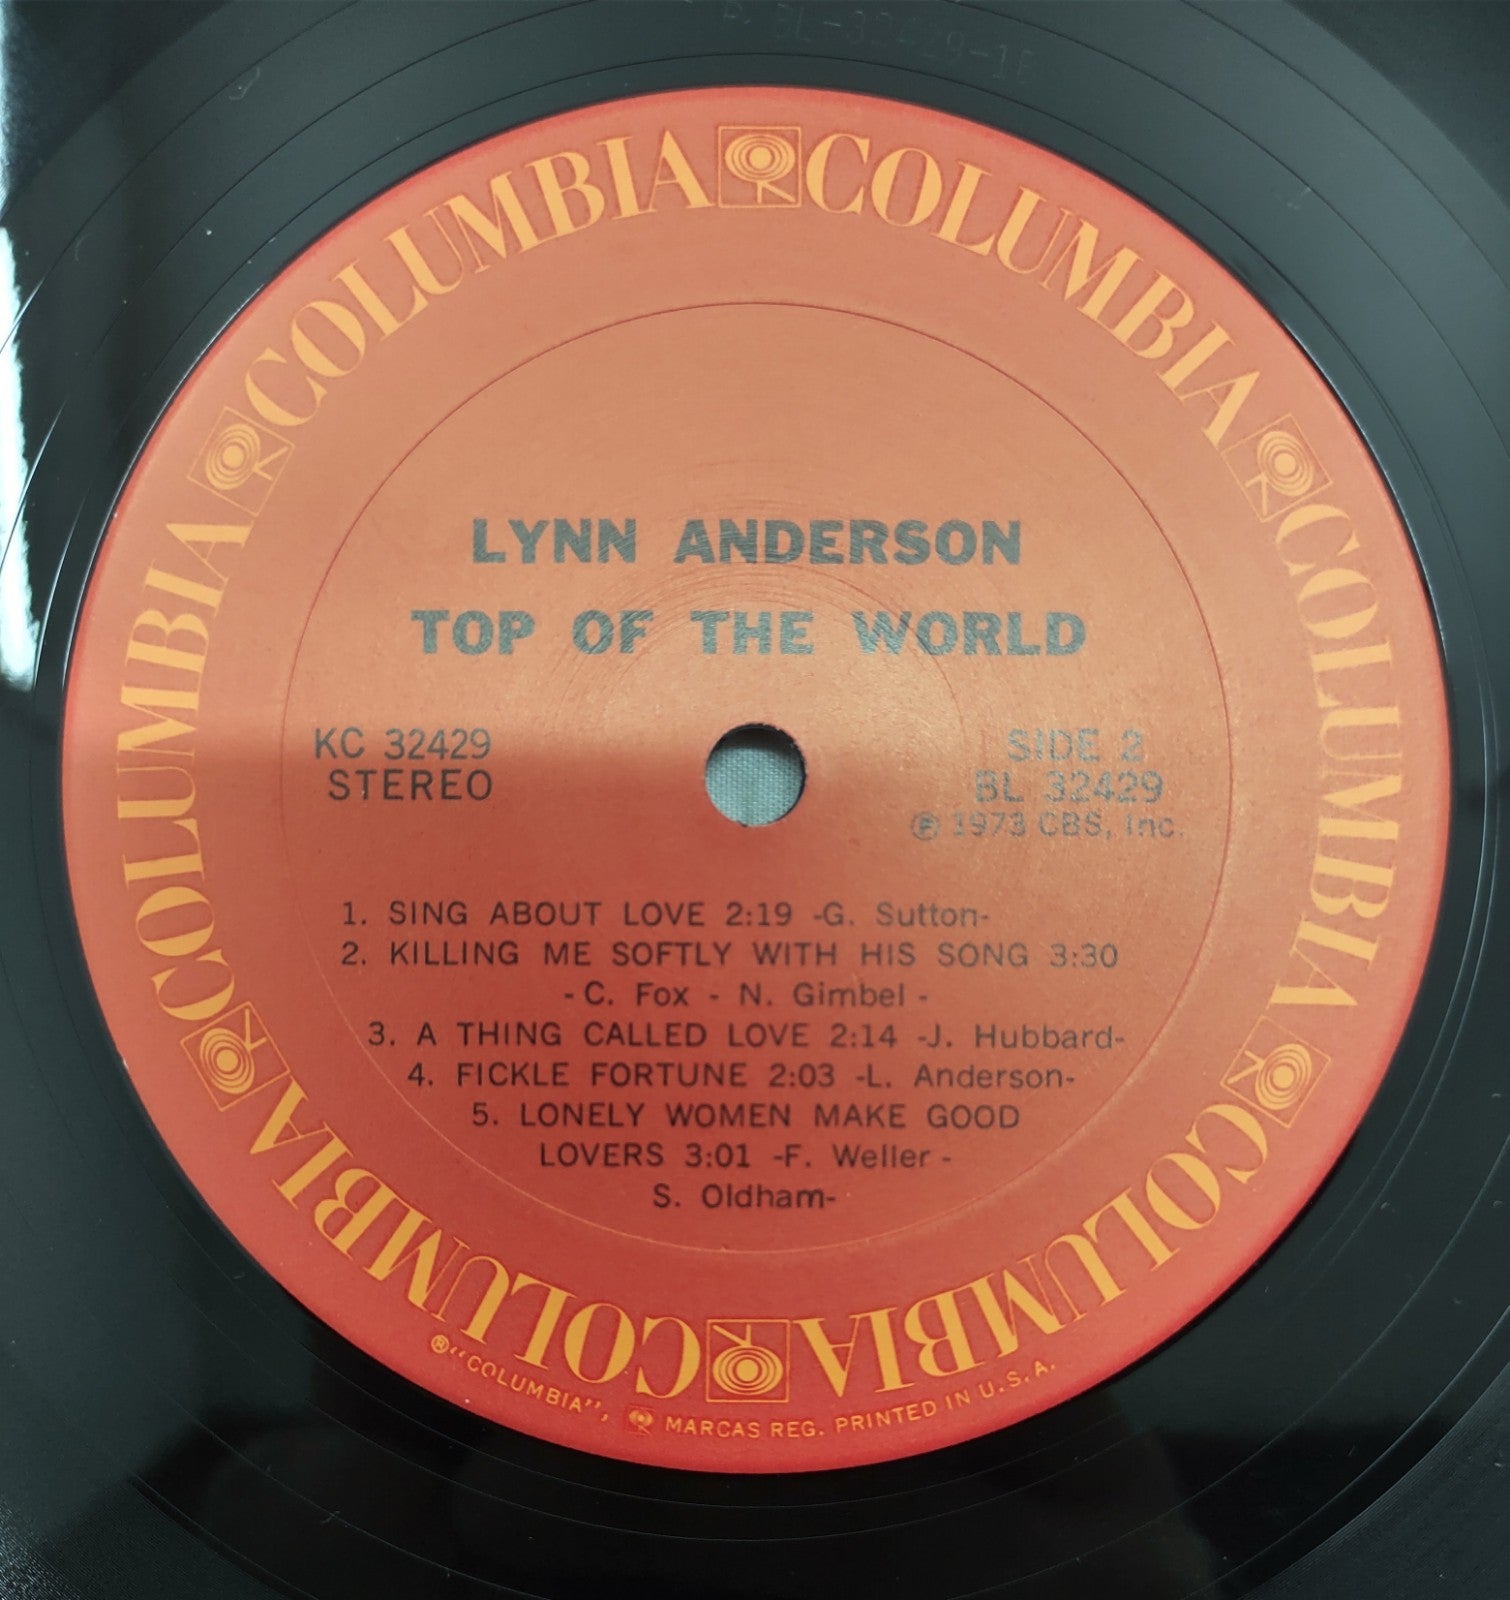 COLUMBIA COLUMBIA COLUMBIA COLUMBIA COLUMBIA COLUMBIA
LYNN ANDERSON
TOP OF THE WORLD
KC 32429
STEREO
SIDE 2
BL 32429
℗ 1973 CBS, Inc.
1. SING ABOUT LOVE 2:19 -G. Sutton-
2. KILLING ME SOFTLY WITH HIS SONG 3:30
- C. Fox - N. Gimbel -
3. A THING CALLED LOVE 2:14 -J. Hubbard-
4. FICKLE FORTUNE 2:03 -L. Anderson-
5. LONELY WOMEN MAKE GOOD
LOVERS 3:01 -F. Weller -
S. Oldham-
® "COLUMBIA", MARCAS REG. PRINTED IN U.S.A.